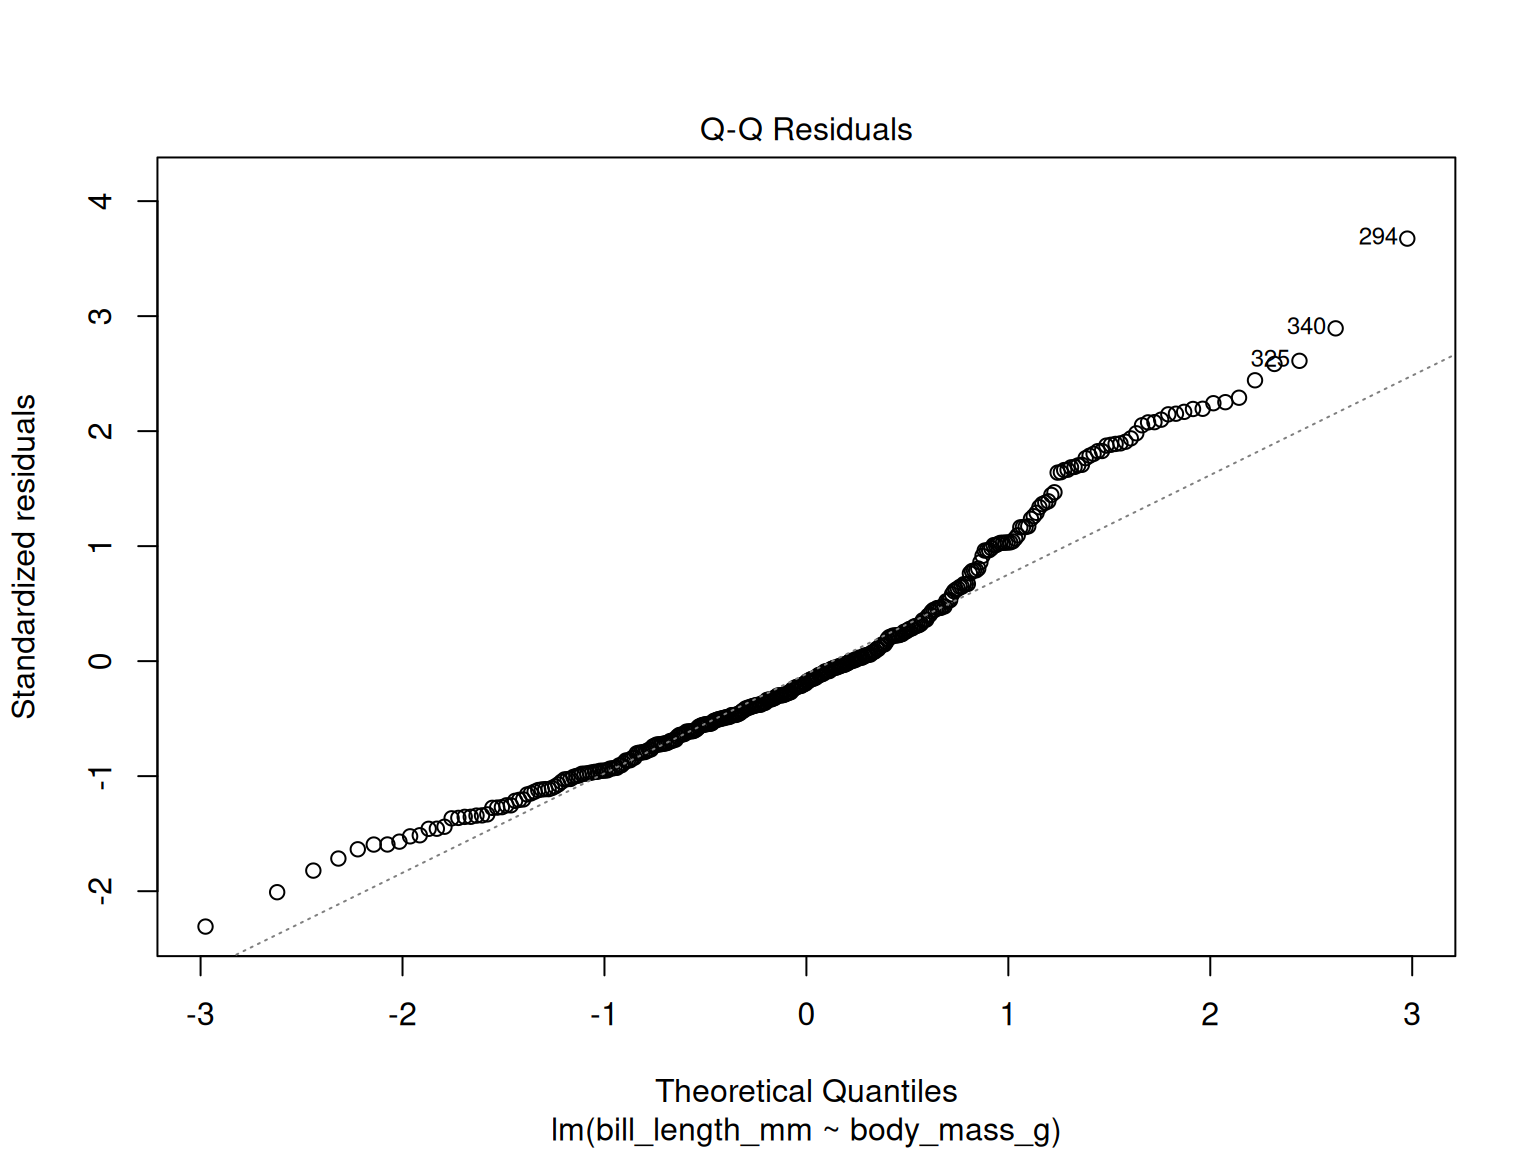 Q-Q Residuals
Standardized residuals
4
3
2
1
0
-1
-2
294
340
325
-3 -2 -1 0 1 2 3
Theoretical Quantiles
lm(bill_length_mm ~ body_mass_g)